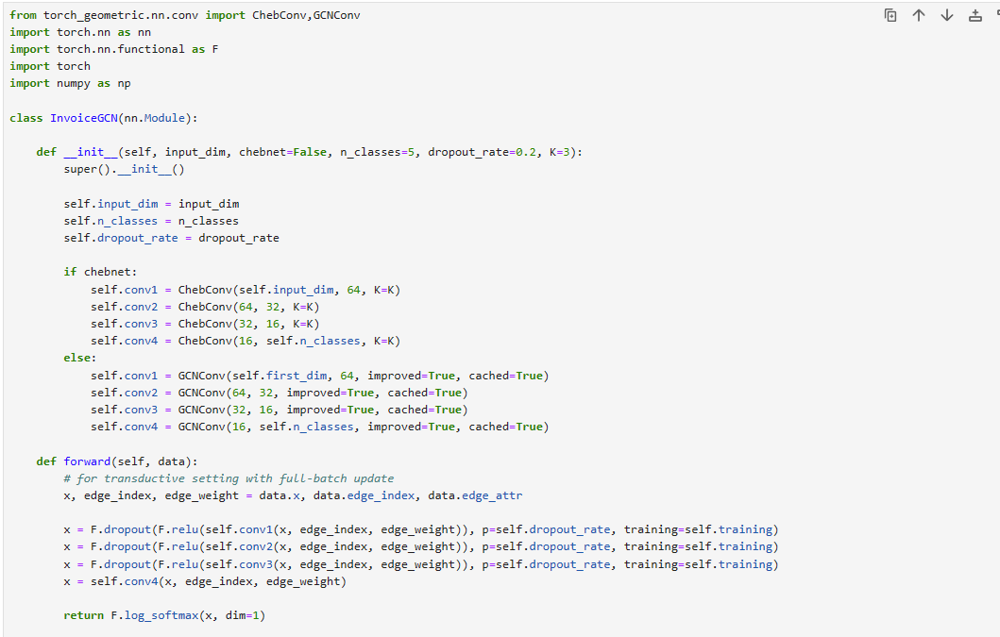 from torch_geometric.nn.conv import ChebConv,GCNConv
import torch.nn as nn
import torch.nn.functional as F
import torch
import numpy as np

class InvoiceGCN(nn.Module):

    def __init__(self, input_dim, chebnet=False, n_classes=5, dropout_rate=0.2, K=3):
        super().__init__()

        self.input_dim = input_dim
        self.n_classes = n_classes
        self.dropout_rate = dropout_rate

        if chebnet:
            self.conv1 = ChebConv(self.input_dim, 64, K=K)
            self.conv2 = ChebConv(64, 32, K=K)
            self.conv3 = ChebConv(32, 16, K=K)
            self.conv4 = ChebConv(16, self.n_classes, K=K)
        else:
            self.conv1 = GCNConv(self.first_dim, 64, improved=True, cached=True)
            self.conv2 = GCNConv(64, 32, improved=True, cached=True)
            self.conv3 = GCNConv(32, 16, improved=True, cached=True)
            self.conv4 = GCNConv(16, self.n_classes, improved=True, cached=True)

    def forward(self, data):
        # for transductive setting with full-batch update
        x, edge_index, edge_weight = data.x, data.edge_index, data.edge_attr

        x = F.dropout(F.relu(self.conv1(x, edge_index, edge_weight)), p=self.dropout_rate, training=self.training)
        x = F.dropout(F.relu(self.conv2(x, edge_index, edge_weight)), p=self.dropout_rate, training=self.training)
        x = F.dropout(F.relu(self.conv3(x, edge_index, edge_weight)), p=self.dropout_rate, training=self.training)
        x = self.conv4(x, edge_index, edge_weight)

        return F.log_softmax(x, dim=1)